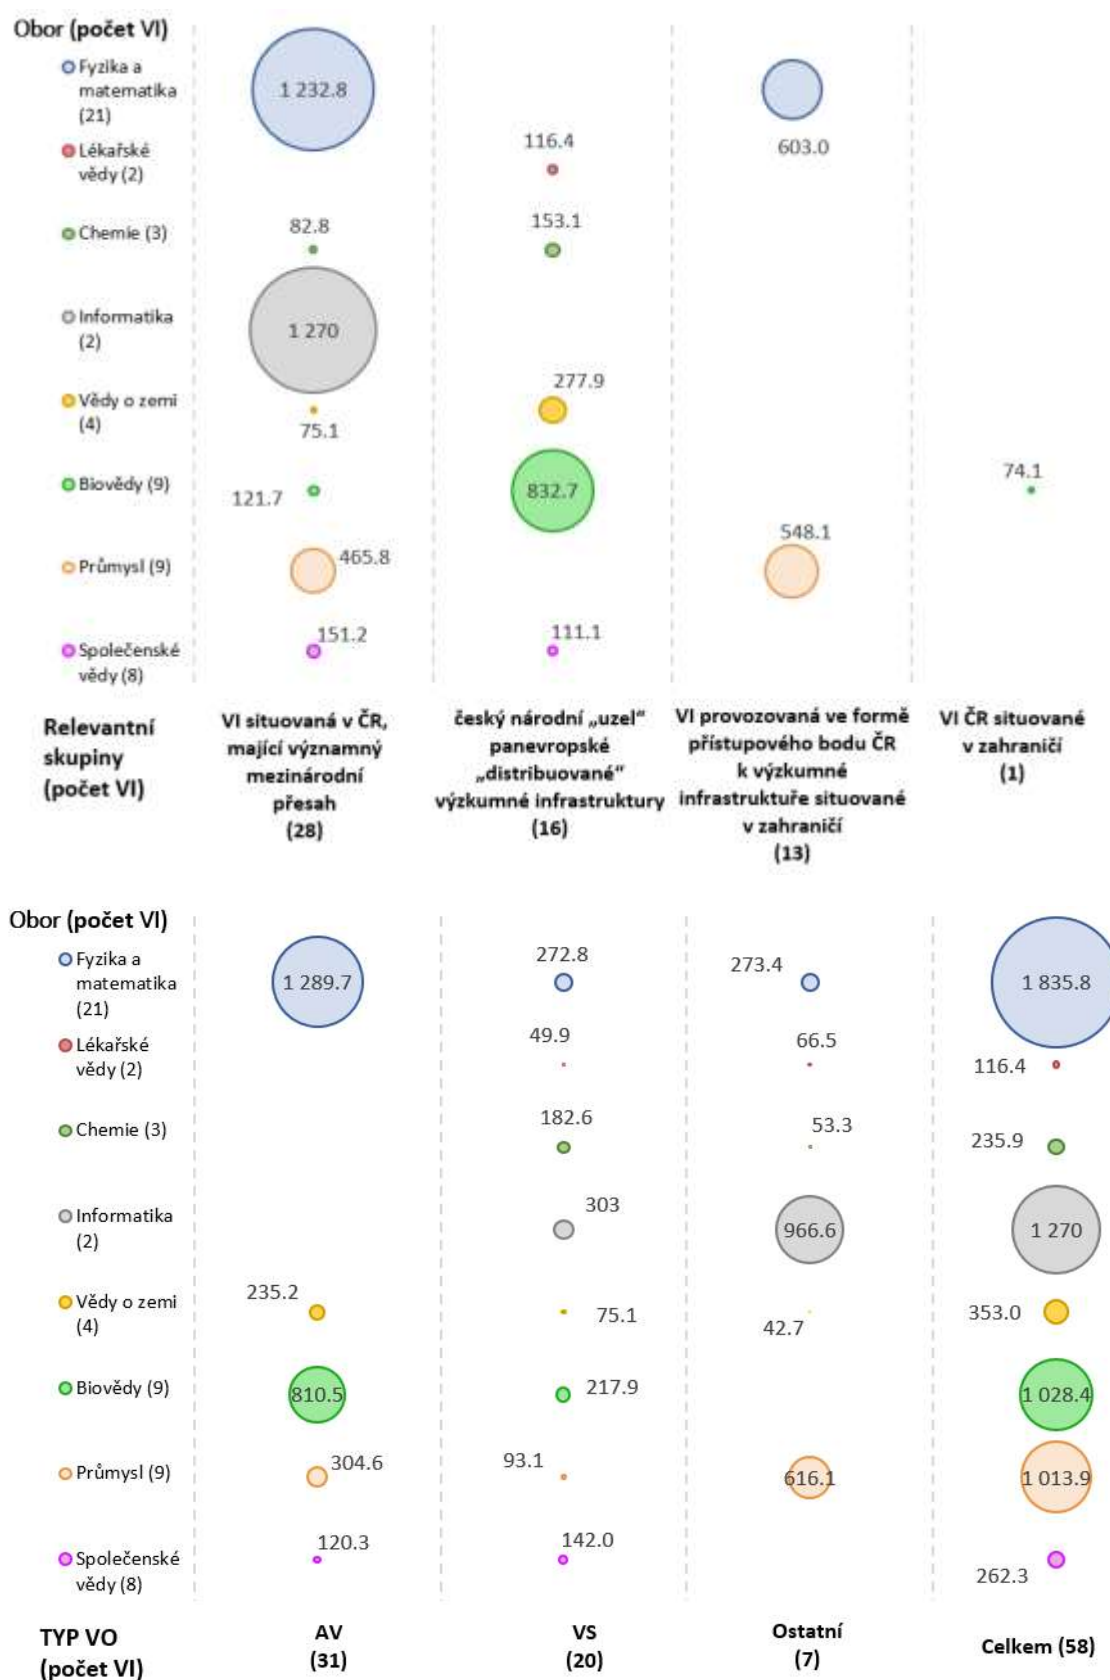 Obor (počet VI)
Fyzika a
matematika
(21)
1 232.8
603.0
Lékařské
vědy (2)
116.4
Chemie (3)
82.8
153.1
Informatika
(2)
1 270
Vědy o zemi
(4)
75.1
277.9
Biovědy (9)
121.7
832.7
74.1
Průmysl (9)
465.8
548.1
Společenské
vědy (8)
151.2
111.1
Relevantní
skupiny
(počet VI)
VI situovaná v ČR,
mající významný
mezinárodní
přesah
(28)
český národní „uzel“
panevropské
„distribuované“
výzkumné infrastruktury
(16)
VI provozovaná ve formě
přístupového bodu ČR
k výzkumné
infrastruktuře situované
v zahraničí
(13)
VI ČR situované
v zahraničí
(1)
Obor (počet VI)
Fyzika a
matematika
(21)
1 289.7
272.8
273.4
1 835.8
Lékařské
vědy (2)
49.9
66.5
116.4
Chemie (3)
182.6
53.3
235.9
Informatika
(2)
303
966.6
1 270
Vědy o zemi
(4)
235.2
75.1
42.7
353.0
Biovědy (9)
810.5
217.9
1 028.4
Průmysl (9)
304.6
93.1
616.1
1 013.9
Společenské
vědy (8)
120.3
142.0
262.3
TYP VO
(počet VI)
AV
(31)
VS
(20)
Ostatní
(7)
Celkem (58)